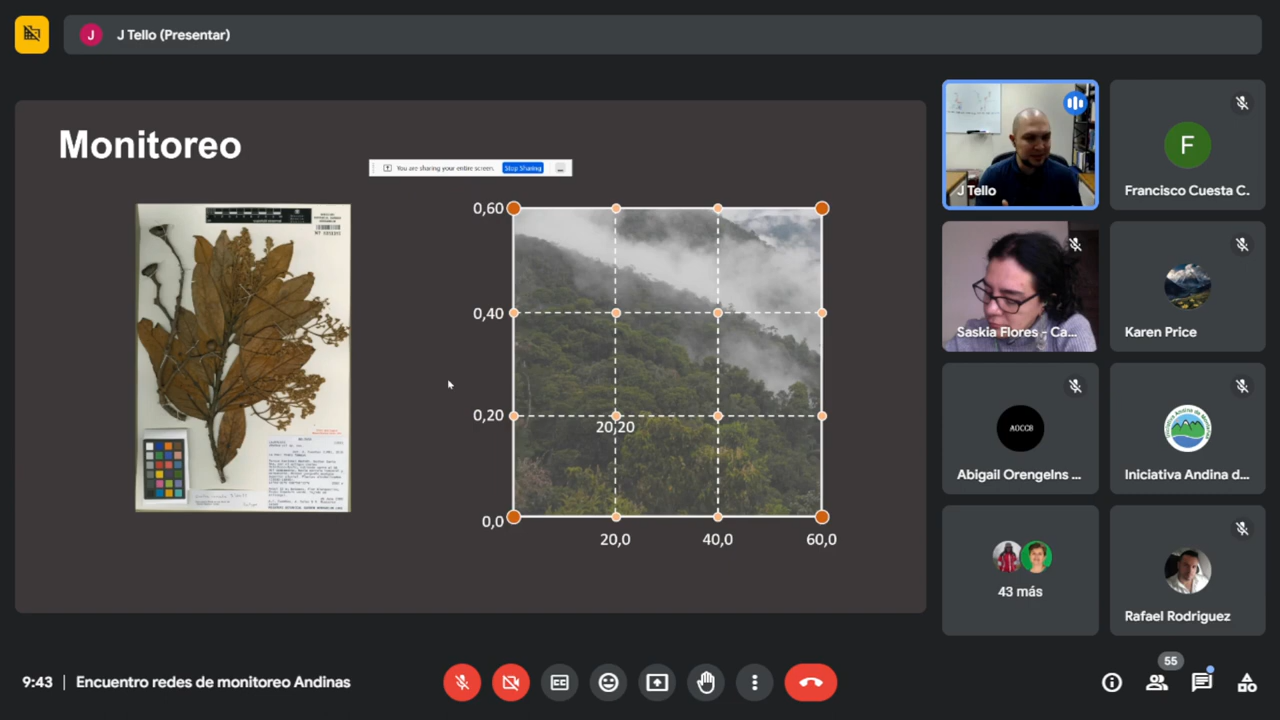 J
J Tello (Presentar)
Monitoreo
You are sharing your entire screen.
Stop Sharing
0,60
0,40
0,20
20,20
0,0
20,0
40,0
60,0
J Tello
F
Francisco Cuesta C.
Saskia Flores - Ca...
Karen Price
AOCCB
Abigail OrengeIns ...
Iniciativa Andina d...
43 más
Rafael Rodriguez
9:43 | Encuentro redes de monitoreo Andinas
55